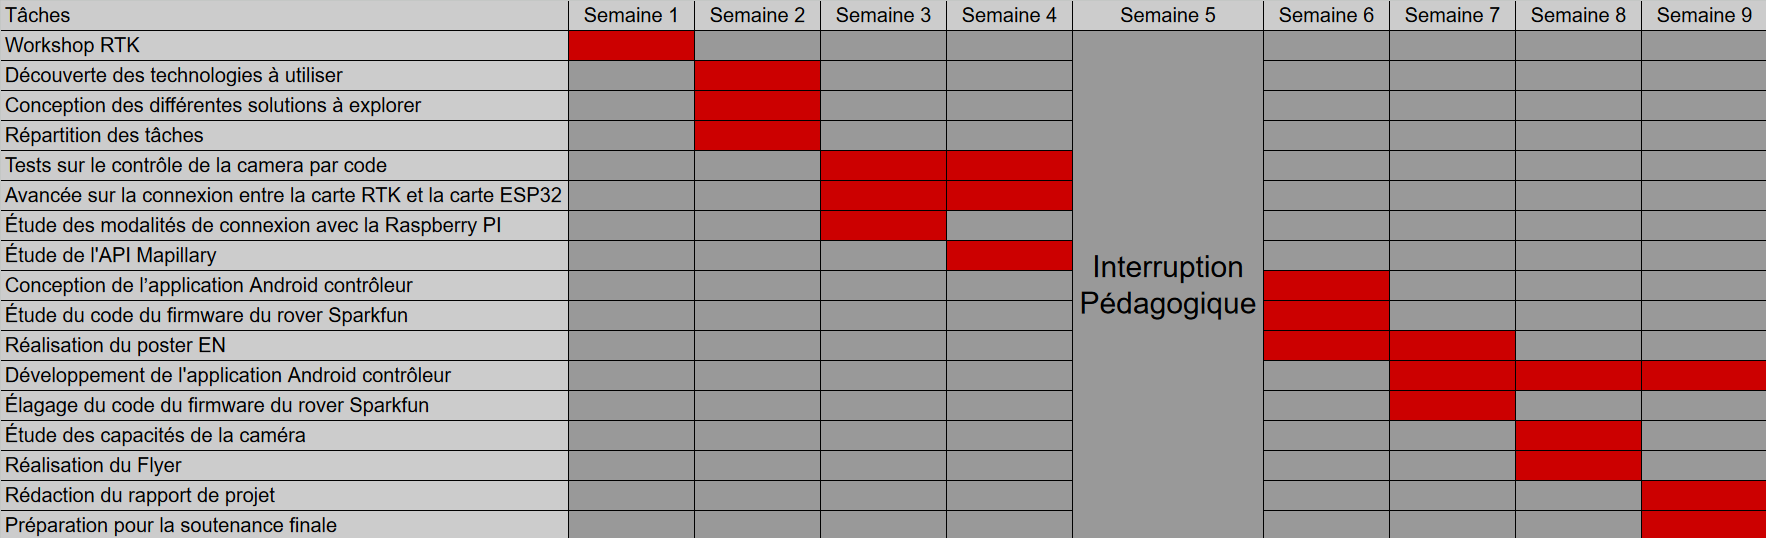 Tâches Semaine 1 Semaine 2 Semaine 3 Semaine 4 Semaine 5 Semaine 6 Semaine 7 Semaine 8 Semaine 9
Workshop RTK
Découverte des technologies à utiliser
Conception des différentes solutions à explorer
Répartition des tâches
Tests sur le contrôle de la camera par code
Avancée sur la connexion entre la carte RTK et la carte ESP32
Étude des modalités de connexion avec la Raspberry PI
Étude de l'API Mapillary
Conception de l’application Android contrôleur
Étude du code du firmware du rover Sparkfun
Réalisation du poster EN
Développement de l'application Android contrôleur
Élagage du code du firmware du rover Sparkfun
Étude des capacités de la caméra
Réalisation du Flyer
Rédaction du rapport de projet
Préparation pour la soutenance finale
Interruption
Pédagogique